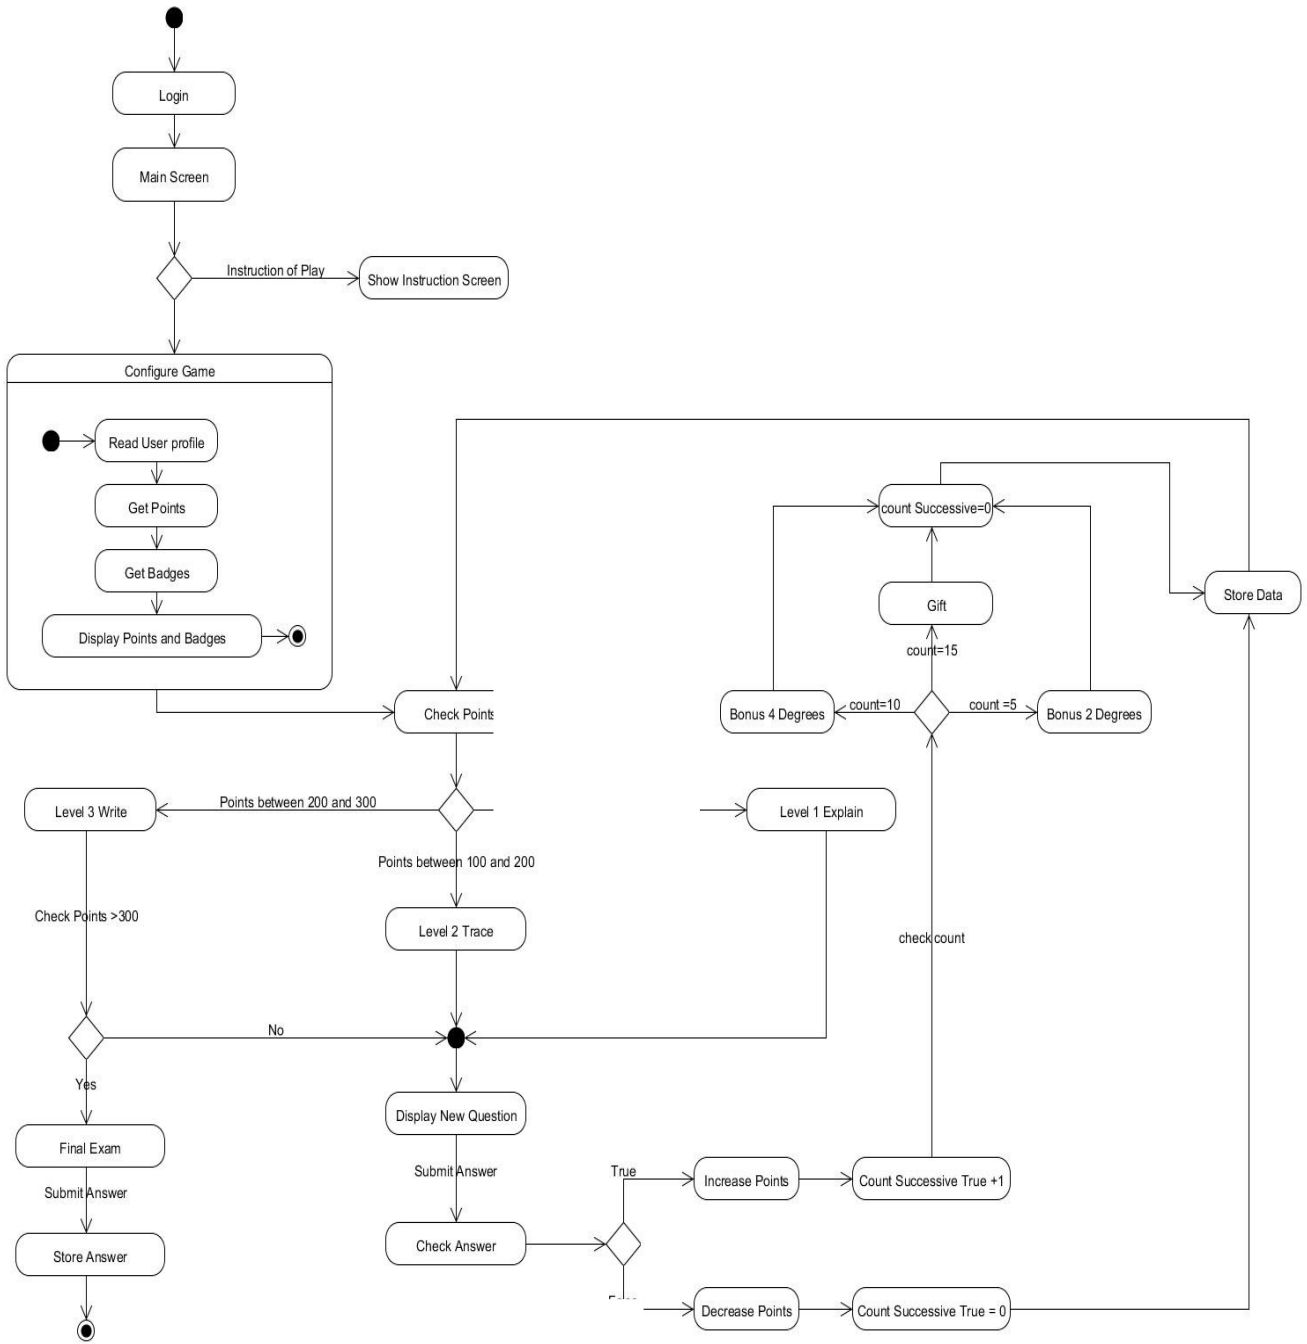 Login
Main Screen
Instruction of Play
Show Instruction Screen
Configure Game
Read User profile
Get Points
Get Badges
Display Points and Badges
count Successive=0
Gift
Store Data
count=15
Check Points
Bonus 4 Degrees
count=10
count =5
Bonus 2 Degrees
Level 3 Write
Points between 200 and 300
Level 1 Explain
Points between 100 and 200
Check Points >300
Level 2 Trace
check count
No
Yes
Display New Question
Final Exam
Submit Answer
True
Increase Points
Count Successive True +1
Submit Answer
Check Answer
Store Answer
Decrease Points
Count Successive True = 0